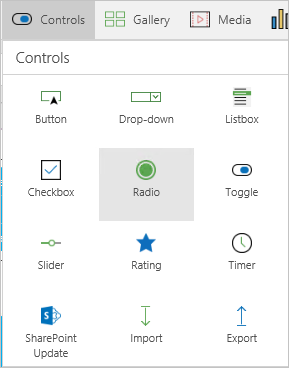 Controls Gallery Media
Controls
Button Drop-down Listbox
Checkbox Radio Toggle
Slider Rating Timer
SharePoint Import Export
Update